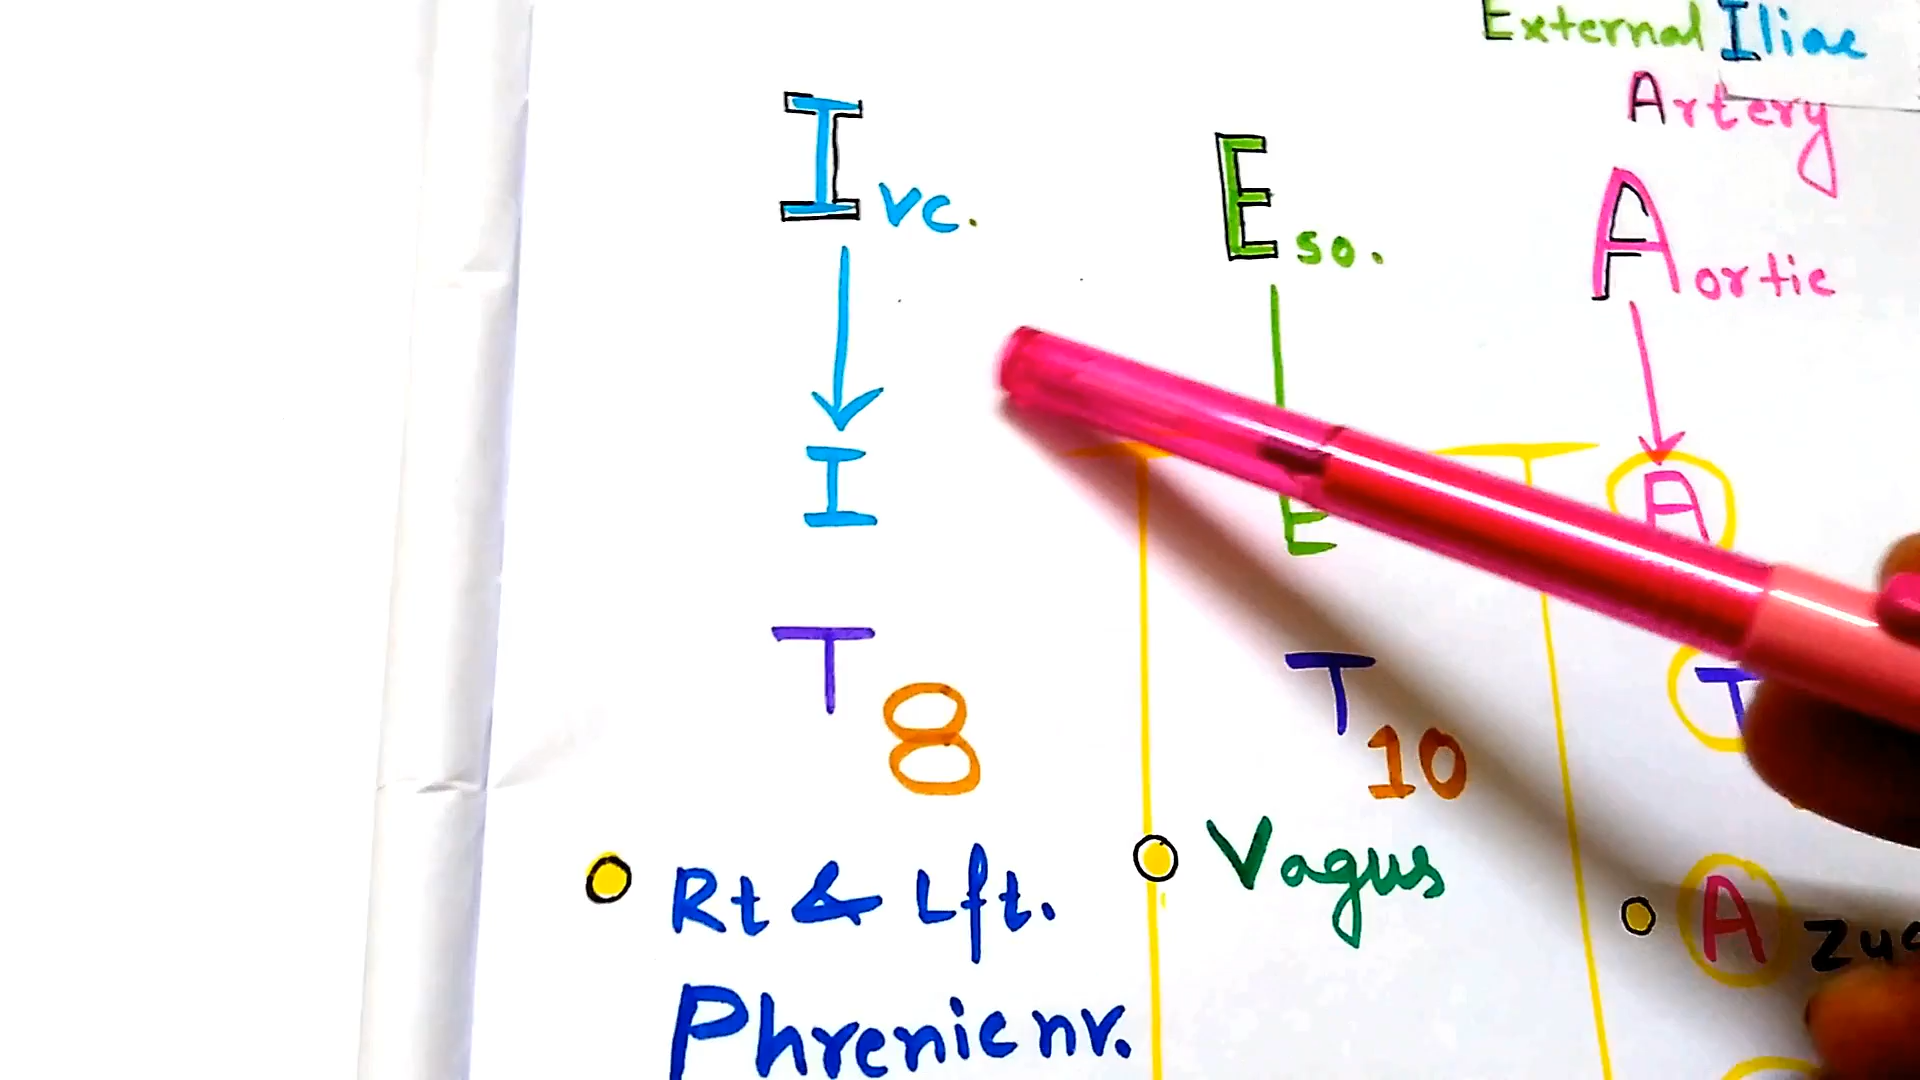 External Iliac
Artery
Ivc.
Eso.
Aortic
I
E
A
T8
T10
T
Rt & Lft.
Phrenic nv.
Vagus
A